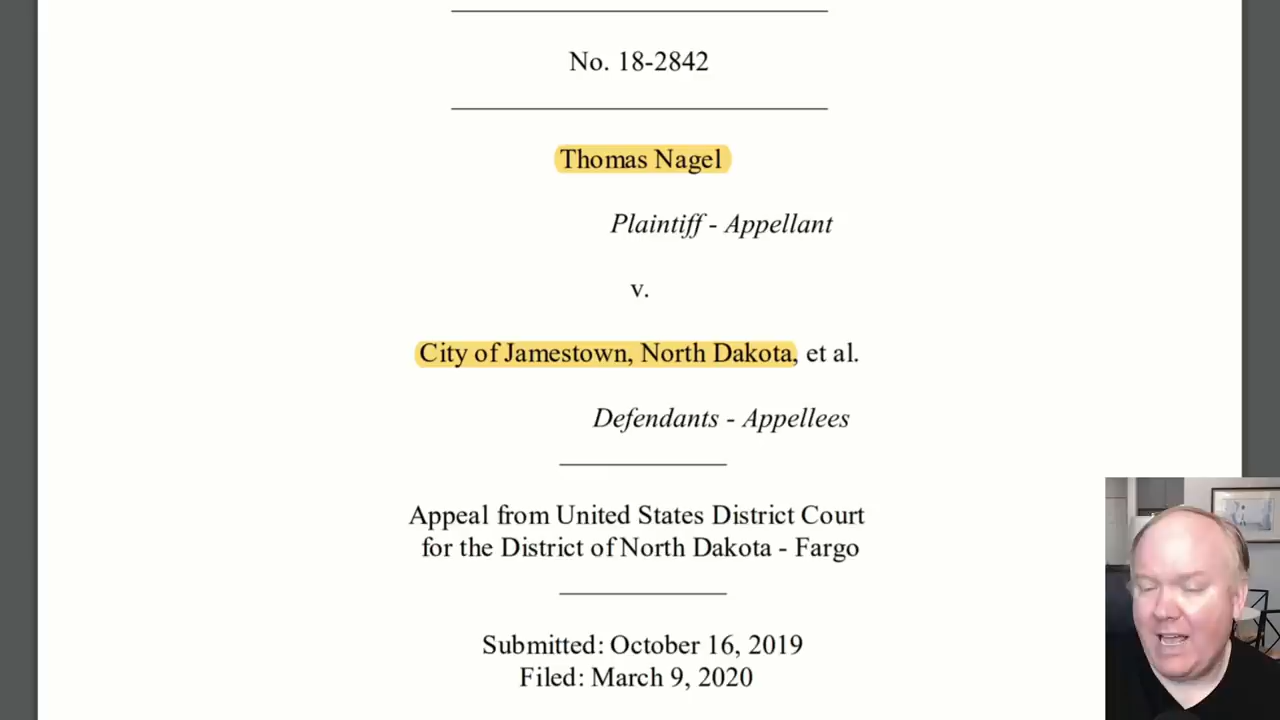 No. 18-2842
Thomas Nagel
Plaintiff - Appellant
v.
City of Jamestown, North Dakota, et al.
Defendants - Appellees
Appeal from United States District Court
for the District of North Dakota - Fargo
Submitted: October 16, 2019
Filed: March 9, 2020